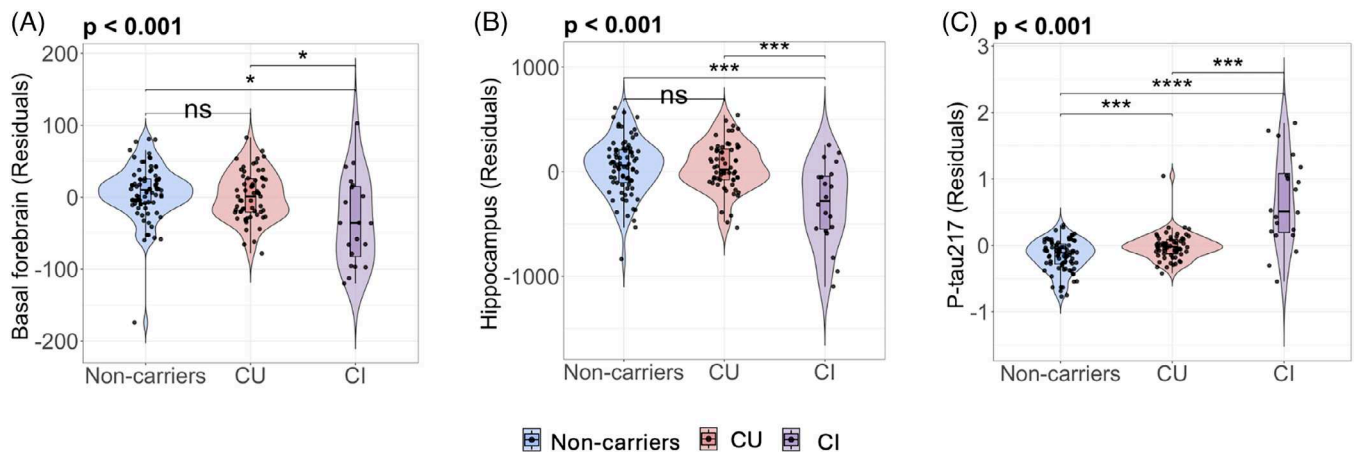 (A)
p < 0.001
Basal forebrain (Residuals)
200
100
0
-100
-200
*
*
ns
Non-carriers CU CI
(B)
p < 0.001
Hippocampus (Residuals)
1000
0
-1000
***
***
ns
Non-carriers CU CI
(C)
p < 0.001
P-tau217 (Residuals)
3
2
1
0
-1
***
****
***
Non-carriers CU CI
Non-carriers CU CI